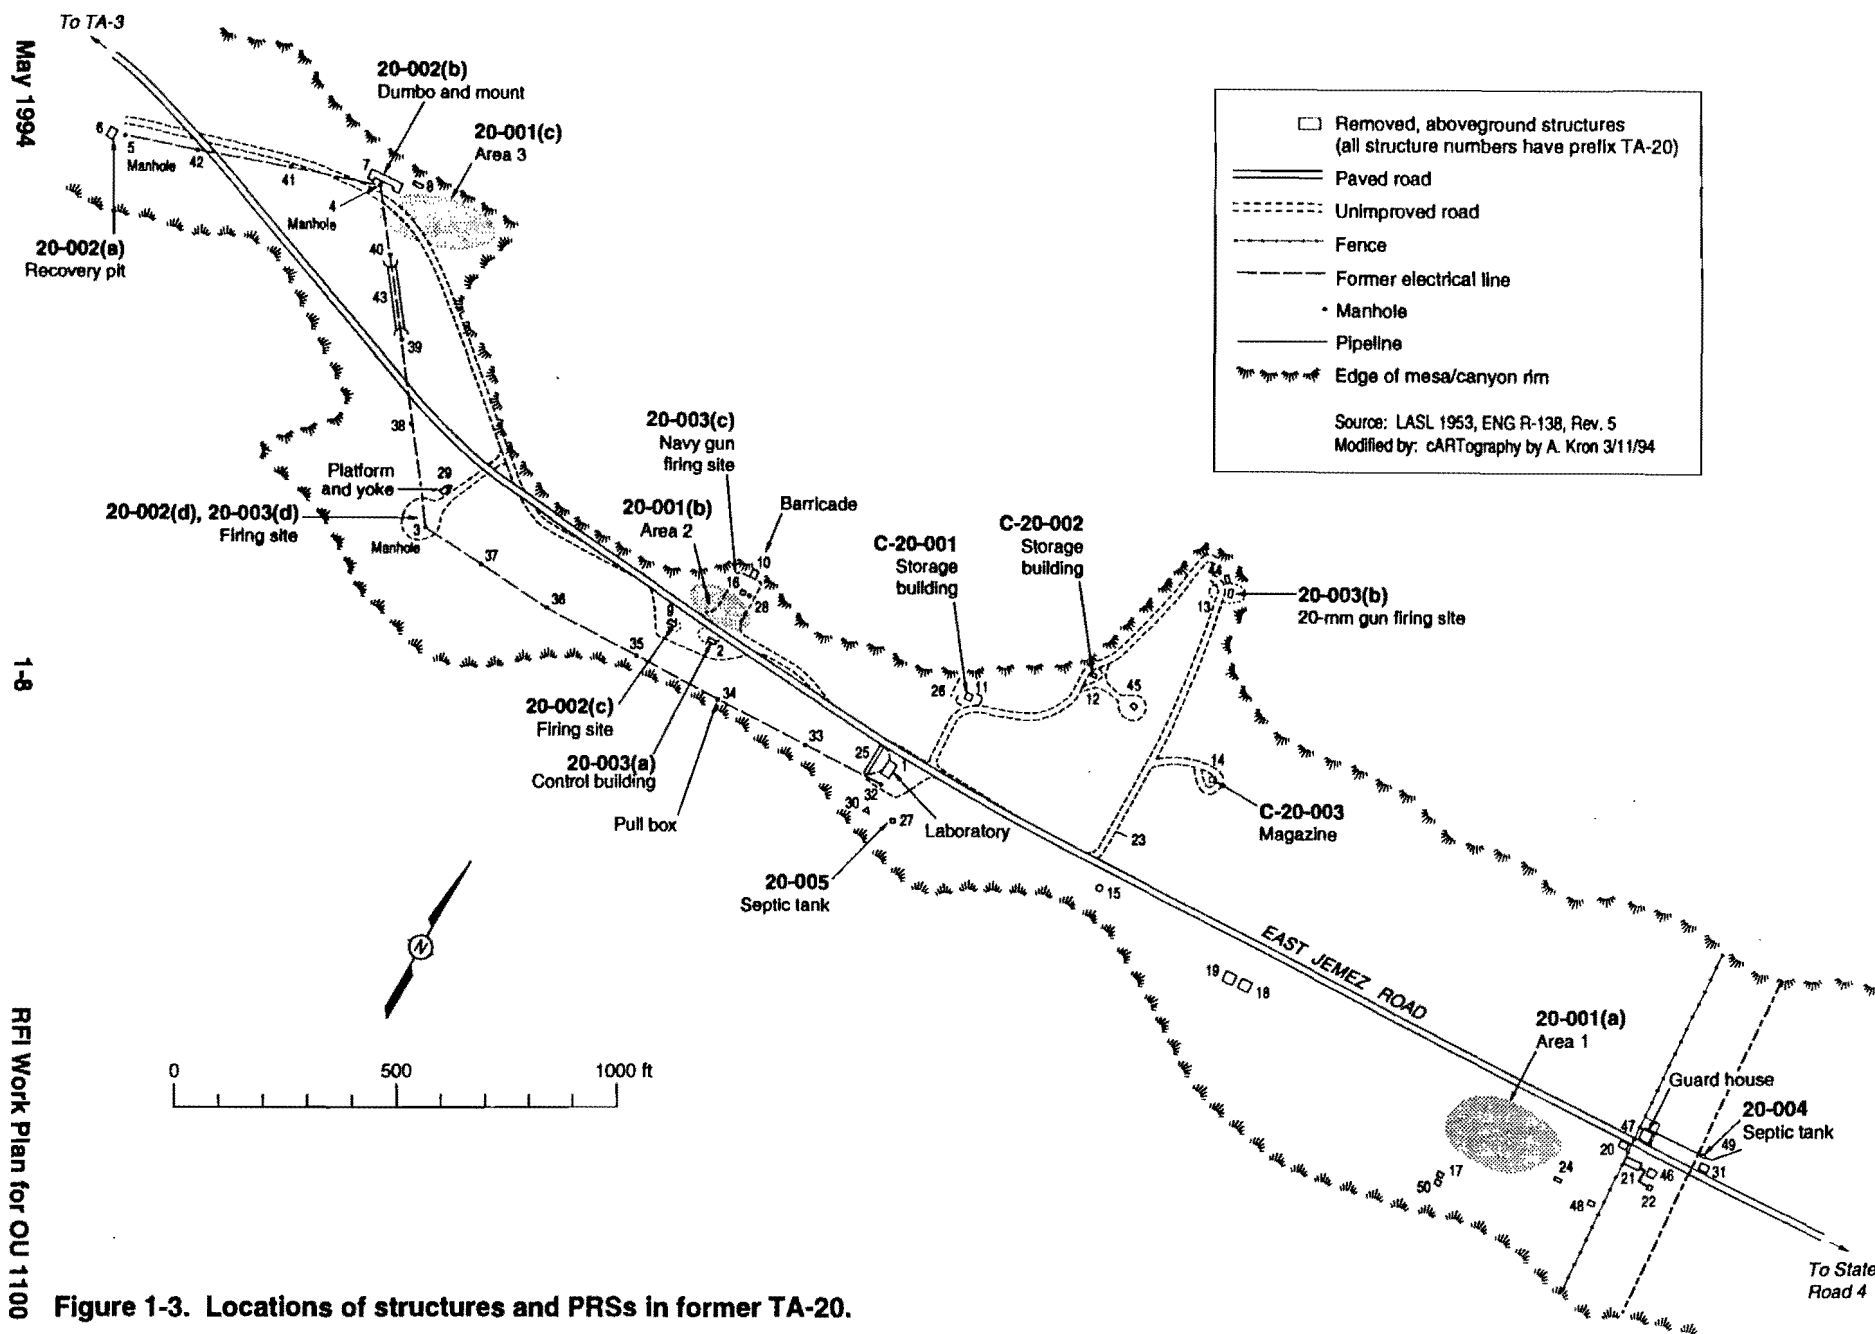 To TA-3
May 1994
1-8
RFI Work Plan for OU 1100
20-002(b)
Dumbo and mount
20-001(c)
Area 3
6
5
Manhole
42
41
7
8
4
Manhole
20-002(a)
Recovery pit
40
43
39
38
Platform
and yoke
29
20-002(d), 20-003(d)
Firing site
3
Manhole
37
36
35
34
33
20-003(c)
Navy gun
firing site
20-001(b)
Area 2
Barricade
10
16
28
9
2
20-002(c)
Firing site
20-003(a)
Control building
Pull box
C-20-001
Storage
building
C-20-002
Storage
building
26
11
12
45
44
13
20-003(b)
20-mm gun firing site
14
C-20-003
Magazine
23
25
1
32
30
27
Laboratory
20-005
Septic tank
15
19
18
EAST JEMEZ ROAD
20-001(a)
Area 1
Guard house
20-004
Septic tank
47
20
49
31
21
46
22
24
17
50
48
To State
Road 4
Removed, aboveground structures
(all structure numbers have prefix TA-20)
Paved road
Unimproved road
Fence
Former electrical line
Manhole
Pipeline
Edge of mesa/canyon rim
Source: LASL 1953, ENG R-138, Rev. 5
Modified by: cARTography by A. Kron 3/11/94
N
0 500 1000 ft
Figure 1-3. Locations of structures and PRSs in former TA-20.